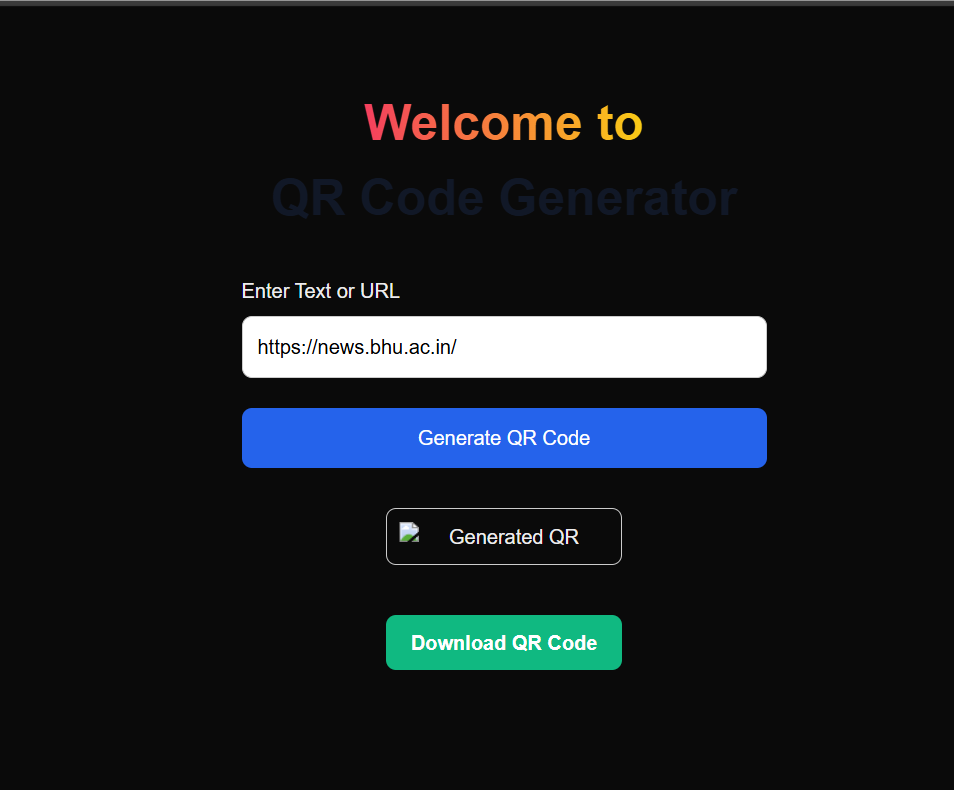 Welcome to
QR Code Generator
Enter Text or URL
https://news.bhu.ac.in/
Generate QR Code
Generated QR
Download QR Code